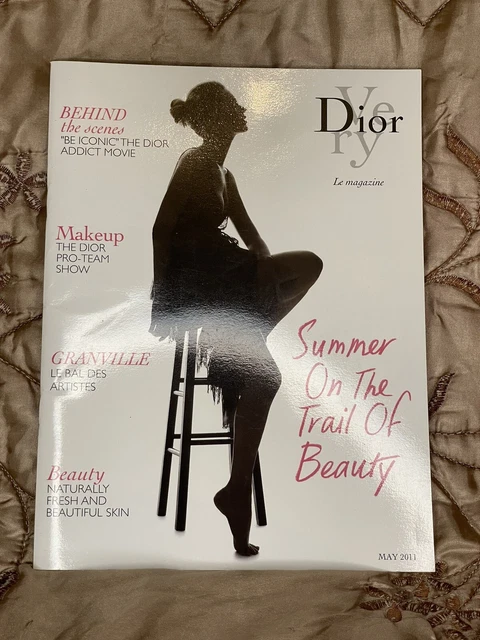 BEHIND
the scenes
"BE ICONIC" THE DIOR
ADDICT MOVIE
Very
Dior
Le magazine
Makeup
THE DIOR
PRO-TEAM
SHOW
GRANVILLE
LE BAL DES
ARTISTES
Summer
On The
Trail Of
Beauty
Beauty
NATURALLY
FRESH AND
BEAUTIFUL SKIN
MAY 2011